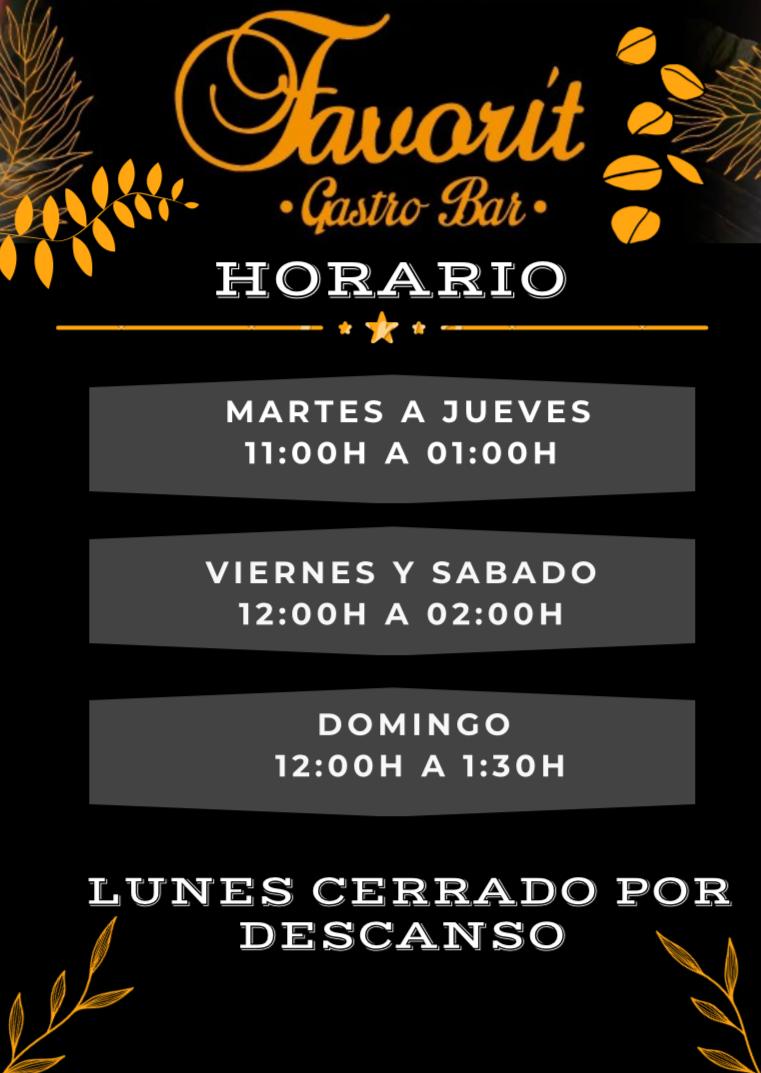 Favorit
•Gastro Bar•
HORARIO
MARTES A JUEVES
11:00H A 01:00H
VIERNES Y SABADO
12:00H A 02:00H
DOMINGO
12:00H A 1:30H
LUNES CERRADO POR
DESCANSO